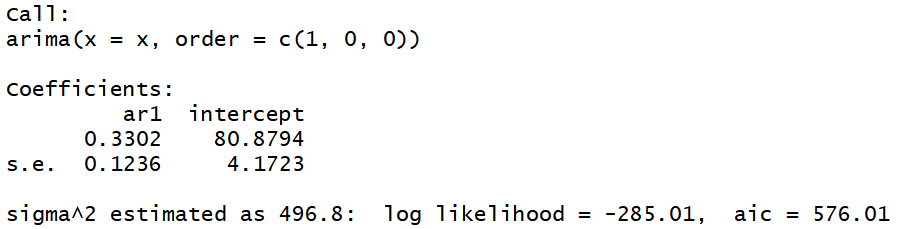 Call:
arima(x = x, order = c(1, 0, 0))
Coefficients:
ar1 intercept
0.3302 80.8794
s.e. 0.1236 4.1723
sigma^2 estimated as 496.8: log likelihood = -285.01, aic = 576.01